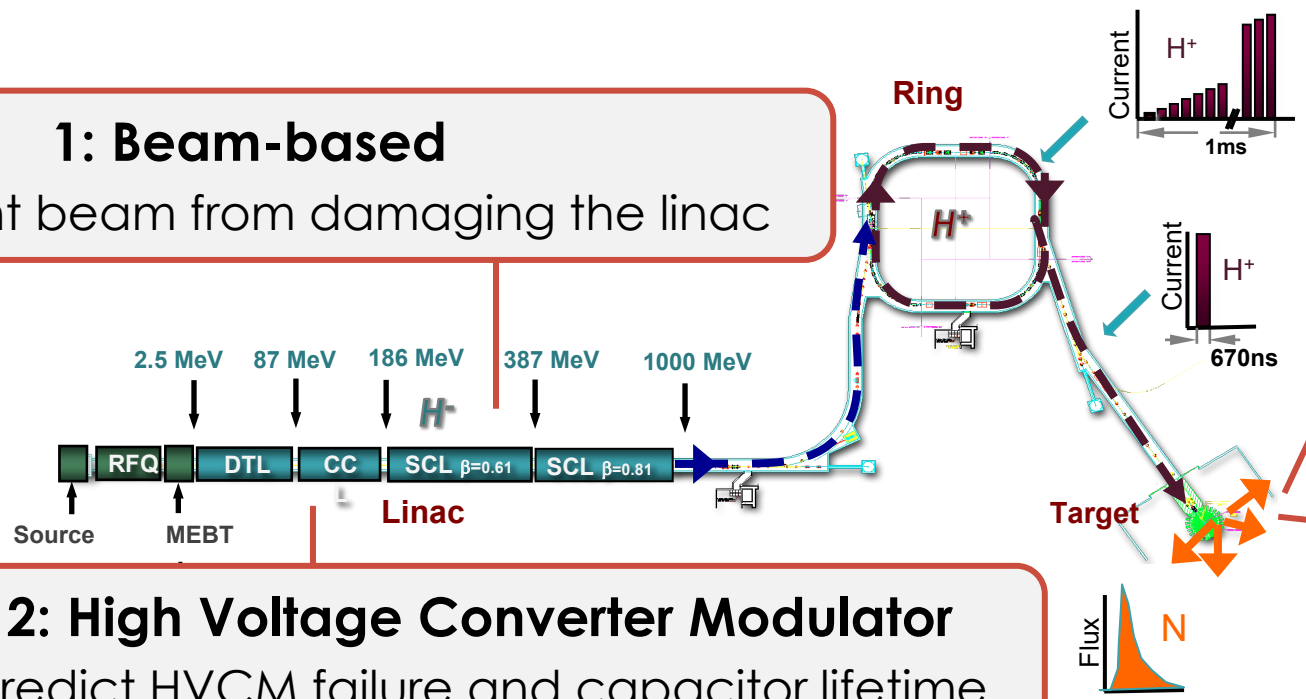 H+
Current
1ms
Ring
1: Beam-based
nt beam from damaging the linac
H+
Current
H+
670ns
2.5 MeV
87 MeV
186 MeV
387 MeV
1000 MeV
H-
RFQ
DTL
CC
L
SCL β=0.61
SCL β=0.81
Linac
Source
MEBT
Target
2: High Voltage Converter Modulator
redict HVCM failure and capacitor lifetime
Flux
N